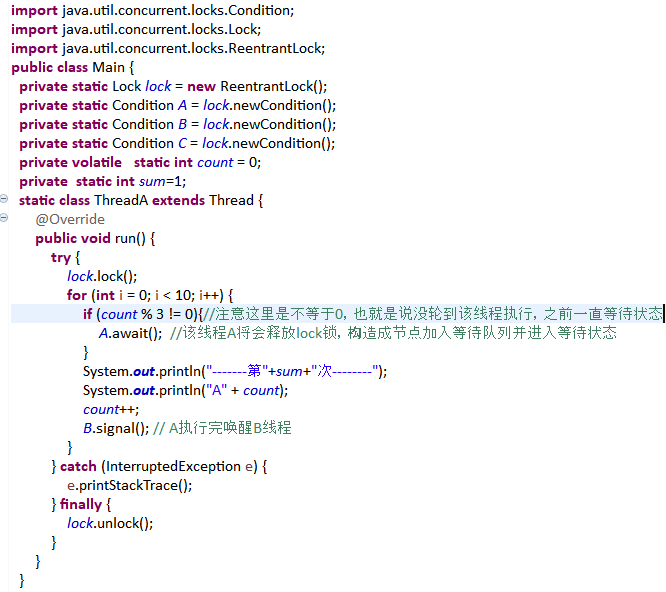 import java.util.concurrent.locks.Condition;
import java.util.concurrent.locks.Lock;
import java.util.concurrent.locks.ReentrantLock;
public class Main {
private static Lock lock = new ReentrantLock();
private static Condition A = lock.newCondition();
private static Condition B = lock.newCondition();
private static Condition C = lock.newCondition();
private volatile   static int count = 0;
private  static int sum=1;
static class ThreadA extends Thread {
@Override
public void run() {
try {
lock.lock();
for (int i = 0; i < 10; i++) {
if (count % 3 != 0){//注意这里是不等于0, 也就是说没轮到该线程执行, 之前一直等待状态
A.await();  //该线程A将会释放lock锁, 构造成节点加入等待队列并进入等待状态
}
System.out.println("-------第"+sum+"次--------");
System.out.println("A" + count);
count++;
B.signal(); // A执行完唤醒B线程
}
} catch (InterruptedException e) {
e.printStackTrace();
} finally {
lock.unlock();
}
}
}